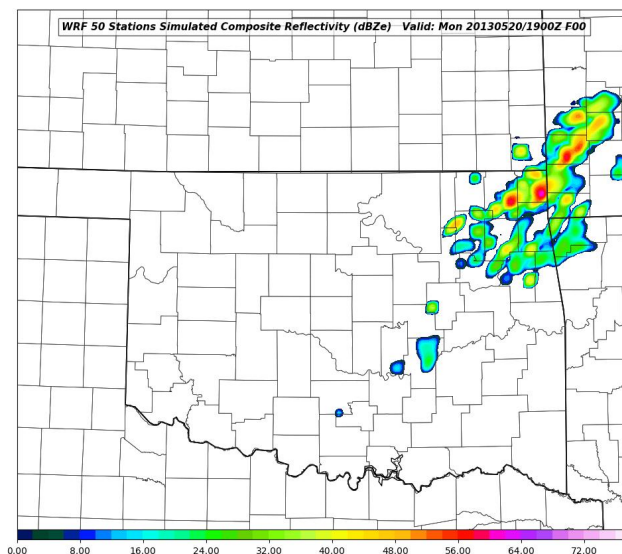 WRF 50 Stations Simulated Composite Reflectivity (dBZe) Valid: Mon 20130520/1900Z F00
0.00 8.00 16.00 24.00 32.00 40.00 48.00 56.00 64.00 72.00